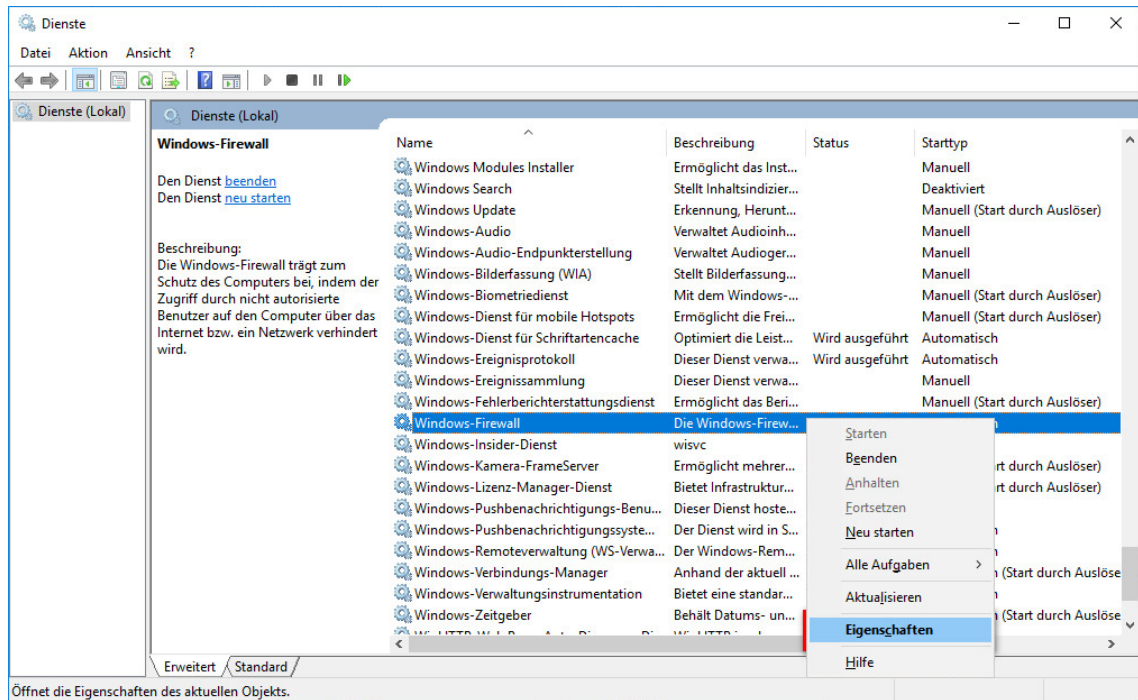 Dienste
Datei Aktion Ansicht ?
Dienste (Lokal)
Dienste (Lokal)
Windows-Firewall
Den Dienst beenden
Den Dienst neu starten
Beschreibung:
Die Windows-Firewall trägt zum
Schutz des Computers bei, indem der
Zugriff durch nicht autorisierte
Benutzer auf den Computer über das
Internet bzw. ein Netzwerk verhindert
wird.
Name Beschreibung Status Starttyp
Windows Modules Installer Ermöglicht das Inst... Manuell
Windows Search Stellt Inhaltsindizier... Deaktiviert
Windows Update Erkennung, Herunt... Manuell (Start durch Auslöser)
Windows-Audio Verwaltet Audioinh... Manuell
Windows-Audio-Endpunkterstellung Verwaltet Audioger... Manuell
Windows-Bilderfassung (WIA) Stellt Bilderfassung... Manuell
Windows-Biometriedienst Mit dem Windows-... Manuell (Start durch Auslöser)
Windows-Dienst für mobile Hotspots Ermöglicht die Frei... Manuell (Start durch Auslöser)
Windows-Dienst für Schriftartencache Optimiert die Leist... Wird ausgeführt Automatisch
Windows-Ereignisprotokoll Dieser Dienst verwa... Wird ausgeführt Automatisch
Windows-Ereignissammlung Dieser Dienst verwa... Manuell
Windows-Fehlerberichterstattungsdienst Ermöglicht das Beri... Manuell (Start durch Auslöser)
Windows-Firewall Die Windows-Firew...
Windows-Insider-Dienst wisvc
Windows-Kamera-FrameServer Ermöglicht mehrer... rt durch Auslöser)
Windows-Lizenz-Manager-Dienst Bietet Infrastruktur... rt durch Auslöser)
Windows-Pushbenachrichtigungs-Benu... Dieser Dienst hoste...
Windows-Pushbenachrichtigungssyste... Der Dienst wird in S...
Windows-Remoteverwaltung (WS-Verwa... Der Windows-Rem...
Windows-Verbindungs-Manager Anhand der aktuell ... (Start durch Auslöse
Windows-Verwaltungsinstrumentation Bietet eine standar...
Windows-Zeitgeber Behält Datums- un... (Start durch Auslöse
Starten
Beenden
Anhalten
Fortsetzen
Neu starten
Alle Aufgaben
Aktualisieren
Eigenschaften
Hilfe
Erweitert Standard
Öffnet die Eigenschaften des aktuellen Objekts.